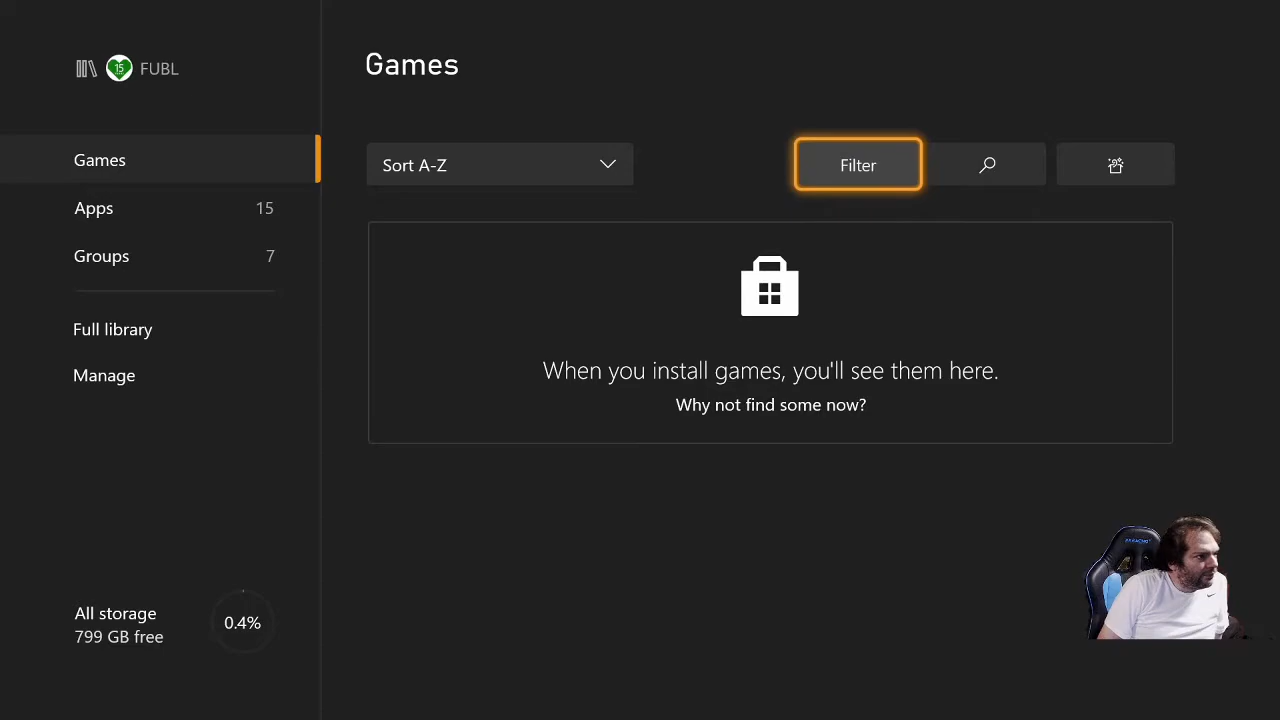 15 FUBL
Games
Apps 15
Groups 7
Full library
Manage
All storage
799 GB free
0.4%
Games
Sort A-Z
Filter
When you install games, you'll see them here.
Why not find some now?